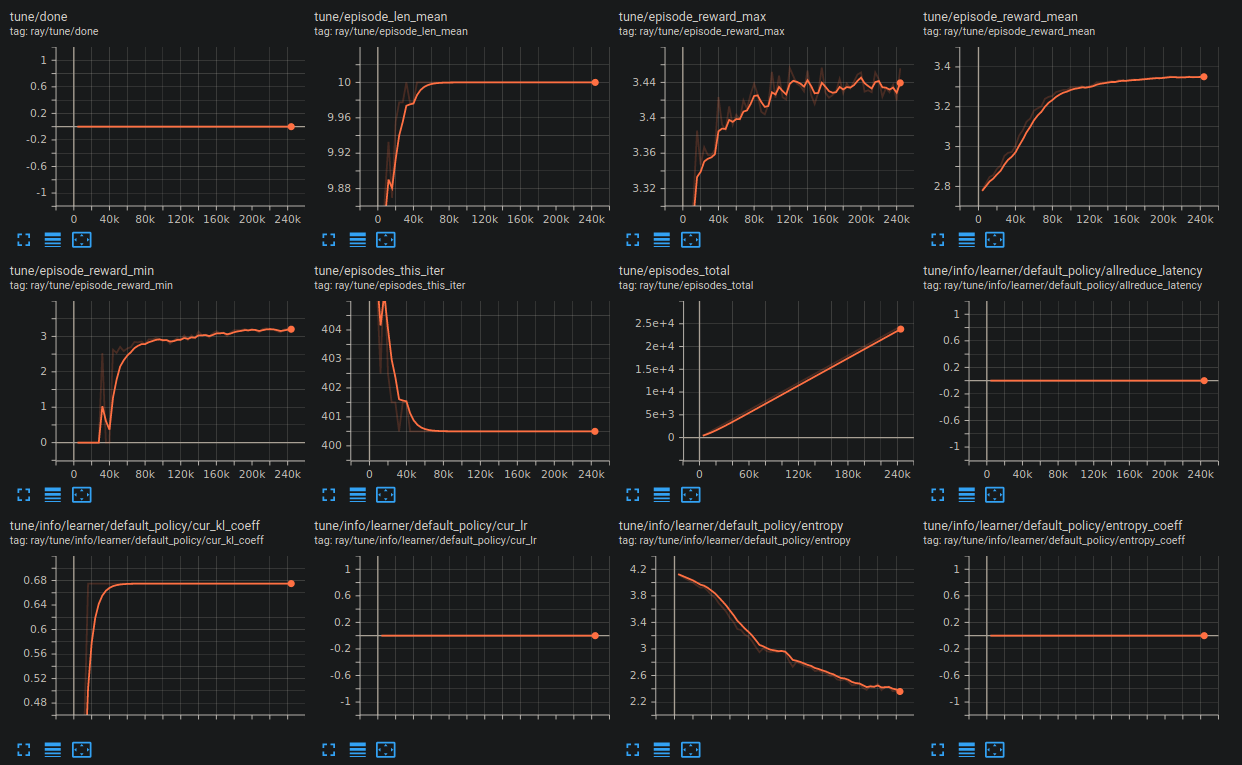 tune/done
tag: ray/tune/done
1
0.6
0.2
-0.2
-0.6
-1
0 40k 80k 120k 160k 200k 240k
tune/episode_len_mean
tag: ray/tune/episode_len_mean
10
9.96
9.92
9.88
0 40k 80k 120k 160k 200k 240k
tune/episode_reward_max
tag: ray/tune/episode_reward_max
3.44
3.4
3.36
3.32
0 40k 80k 120k 160k 200k 240k
tune/episode_reward_mean
tag: ray/tune/episode_reward_mean
3.4
3.2
3
2.8
0 40k 80k 120k 160k 200k 240k
tune/episode_reward_min
tag: ray/tune/episode_reward_min
3
2
1
0
0 40k 80k 120k 160k 200k 240k
tune/episodes_this_iter
tag: ray/tune/episodes_this_iter
404
403
402
401
400
0 40k 80k 120k 160k 200k 240k
tune/episodes_total
tag: ray/tune/episodes_total
2.5e+4
2e+4
1.5e+4
1e+4
5e+3
0
0 60k 120k 180k 240k
tune/info/learner/default_policy/allreduce_latency
tag: ray/tune/info/learner/default_policy/allreduce_latency
1
0.6
0.2
-0.2
-0.6
-1
0 40k 80k 120k 160k 200k 240k
tune/info/learner/default_policy/cur_kl_coeff
tag: ray/tune/info/learner/default_policy/cur_kl_coeff
0.68
0.64
0.6
0.56
0.52
0.48
tune/info/learner/default_policy/cur_lr
tag: ray/tune/info/learner/default_policy/cur_lr
1
0.6
0.2
-0.2
-0.6
-1
tune/info/learner/default_policy/entropy
tag: ray/tune/info/learner/default_policy/entropy
4.2
3.8
3.4
3
2.6
2.2
tune/info/learner/default_policy/entropy_coeff
tag: ray/tune/info/learner/default_policy/entropy_coeff
1
0.6
0.2
-0.2
-0.6
-1